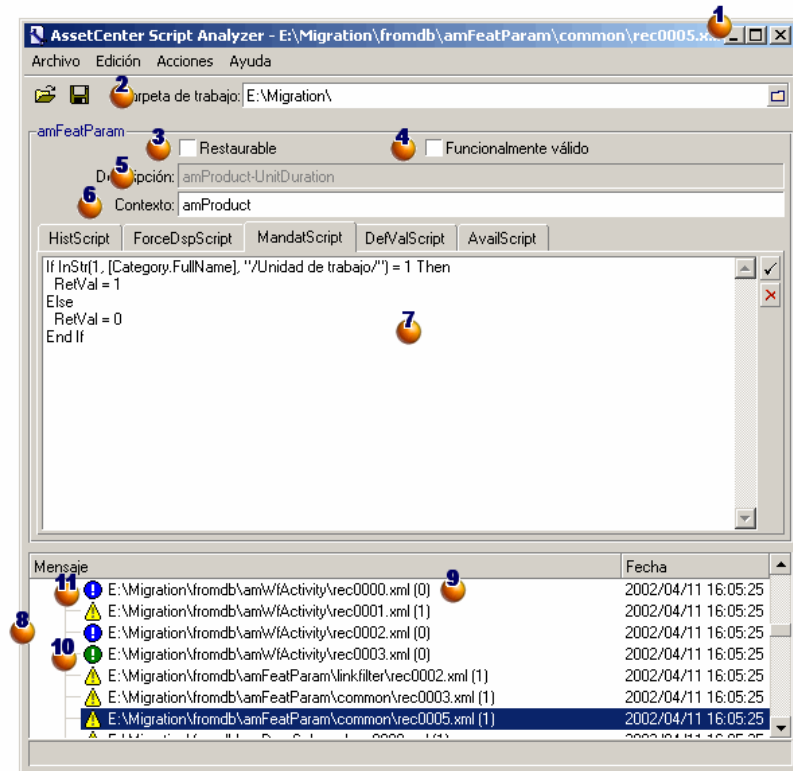 1
AssetCenter Script Analyzer - E:\Migration\fromdb\amFeatParam\common\rec0005.x
Archivo Edición Acciones Ayuda
2
arpeta de trabajo: E:\Migration\
amFeatParam
3 Restaurable 4 Funcionalmente válido
5 ipción: amProduct-UnitDuration
6 Contexto: amProduct
HistScript ForceDspScript MandatScript DefValScript AvailScript
If InStr(1, [Category.FullName], "/Unidad de trabajo/") = 1 Then
RetVal = 1
Else
RetVal = 0
End If
7
Mensaje Fecha
11 E:\Migration\fromdb\amWfActivity\rec0000.xml (0) 9 2002/04/11 16:05:25
E:\Migration\fromdb\amWfActivity\rec0001.xml (1) 2002/04/11 16:05:25
8 E:\Migration\fromdb\amWfActivity\rec0002.xml (0) 2002/04/11 16:05:25
10 E:\Migration\fromdb\amWfActivity\rec0003.xml (0) 2002/04/11 16:05:25
E:\Migration\fromdb\amFeatParam\linkfilter\rec0002.xml (1) 2002/04/11 16:05:25
E:\Migration\fromdb\amFeatParam\common\rec0003.xml (1) 2002/04/11 16:05:25
E:\Migration\fromdb\amFeatParam\common\rec0005.xml (1) 2002/04/11 16:05:25